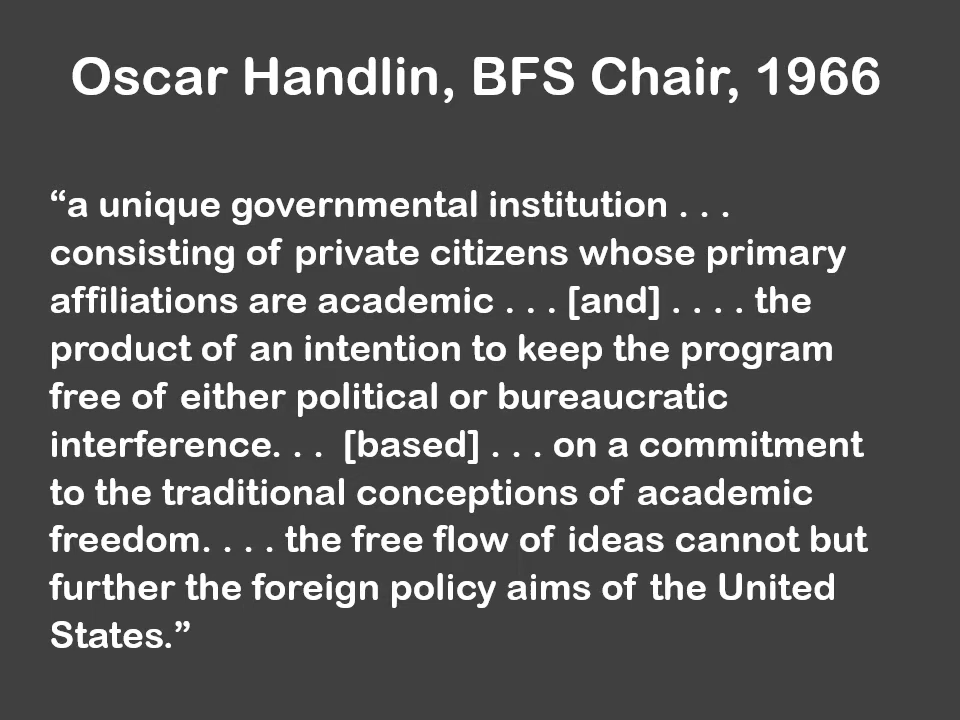 Oscar Handlin, BFS Chair, 1966
“a unique governmental institution . . .
consisting of private citizens whose primary
affiliations are academic . . . [and] . . . . the
product of an intention to keep the program
free of either political or bureaucratic
interference. . .  [based] . . . on a commitment
to the traditional conceptions of academic
freedom. . . . the free flow of ideas cannot but
further the foreign policy aims of the United
States.”